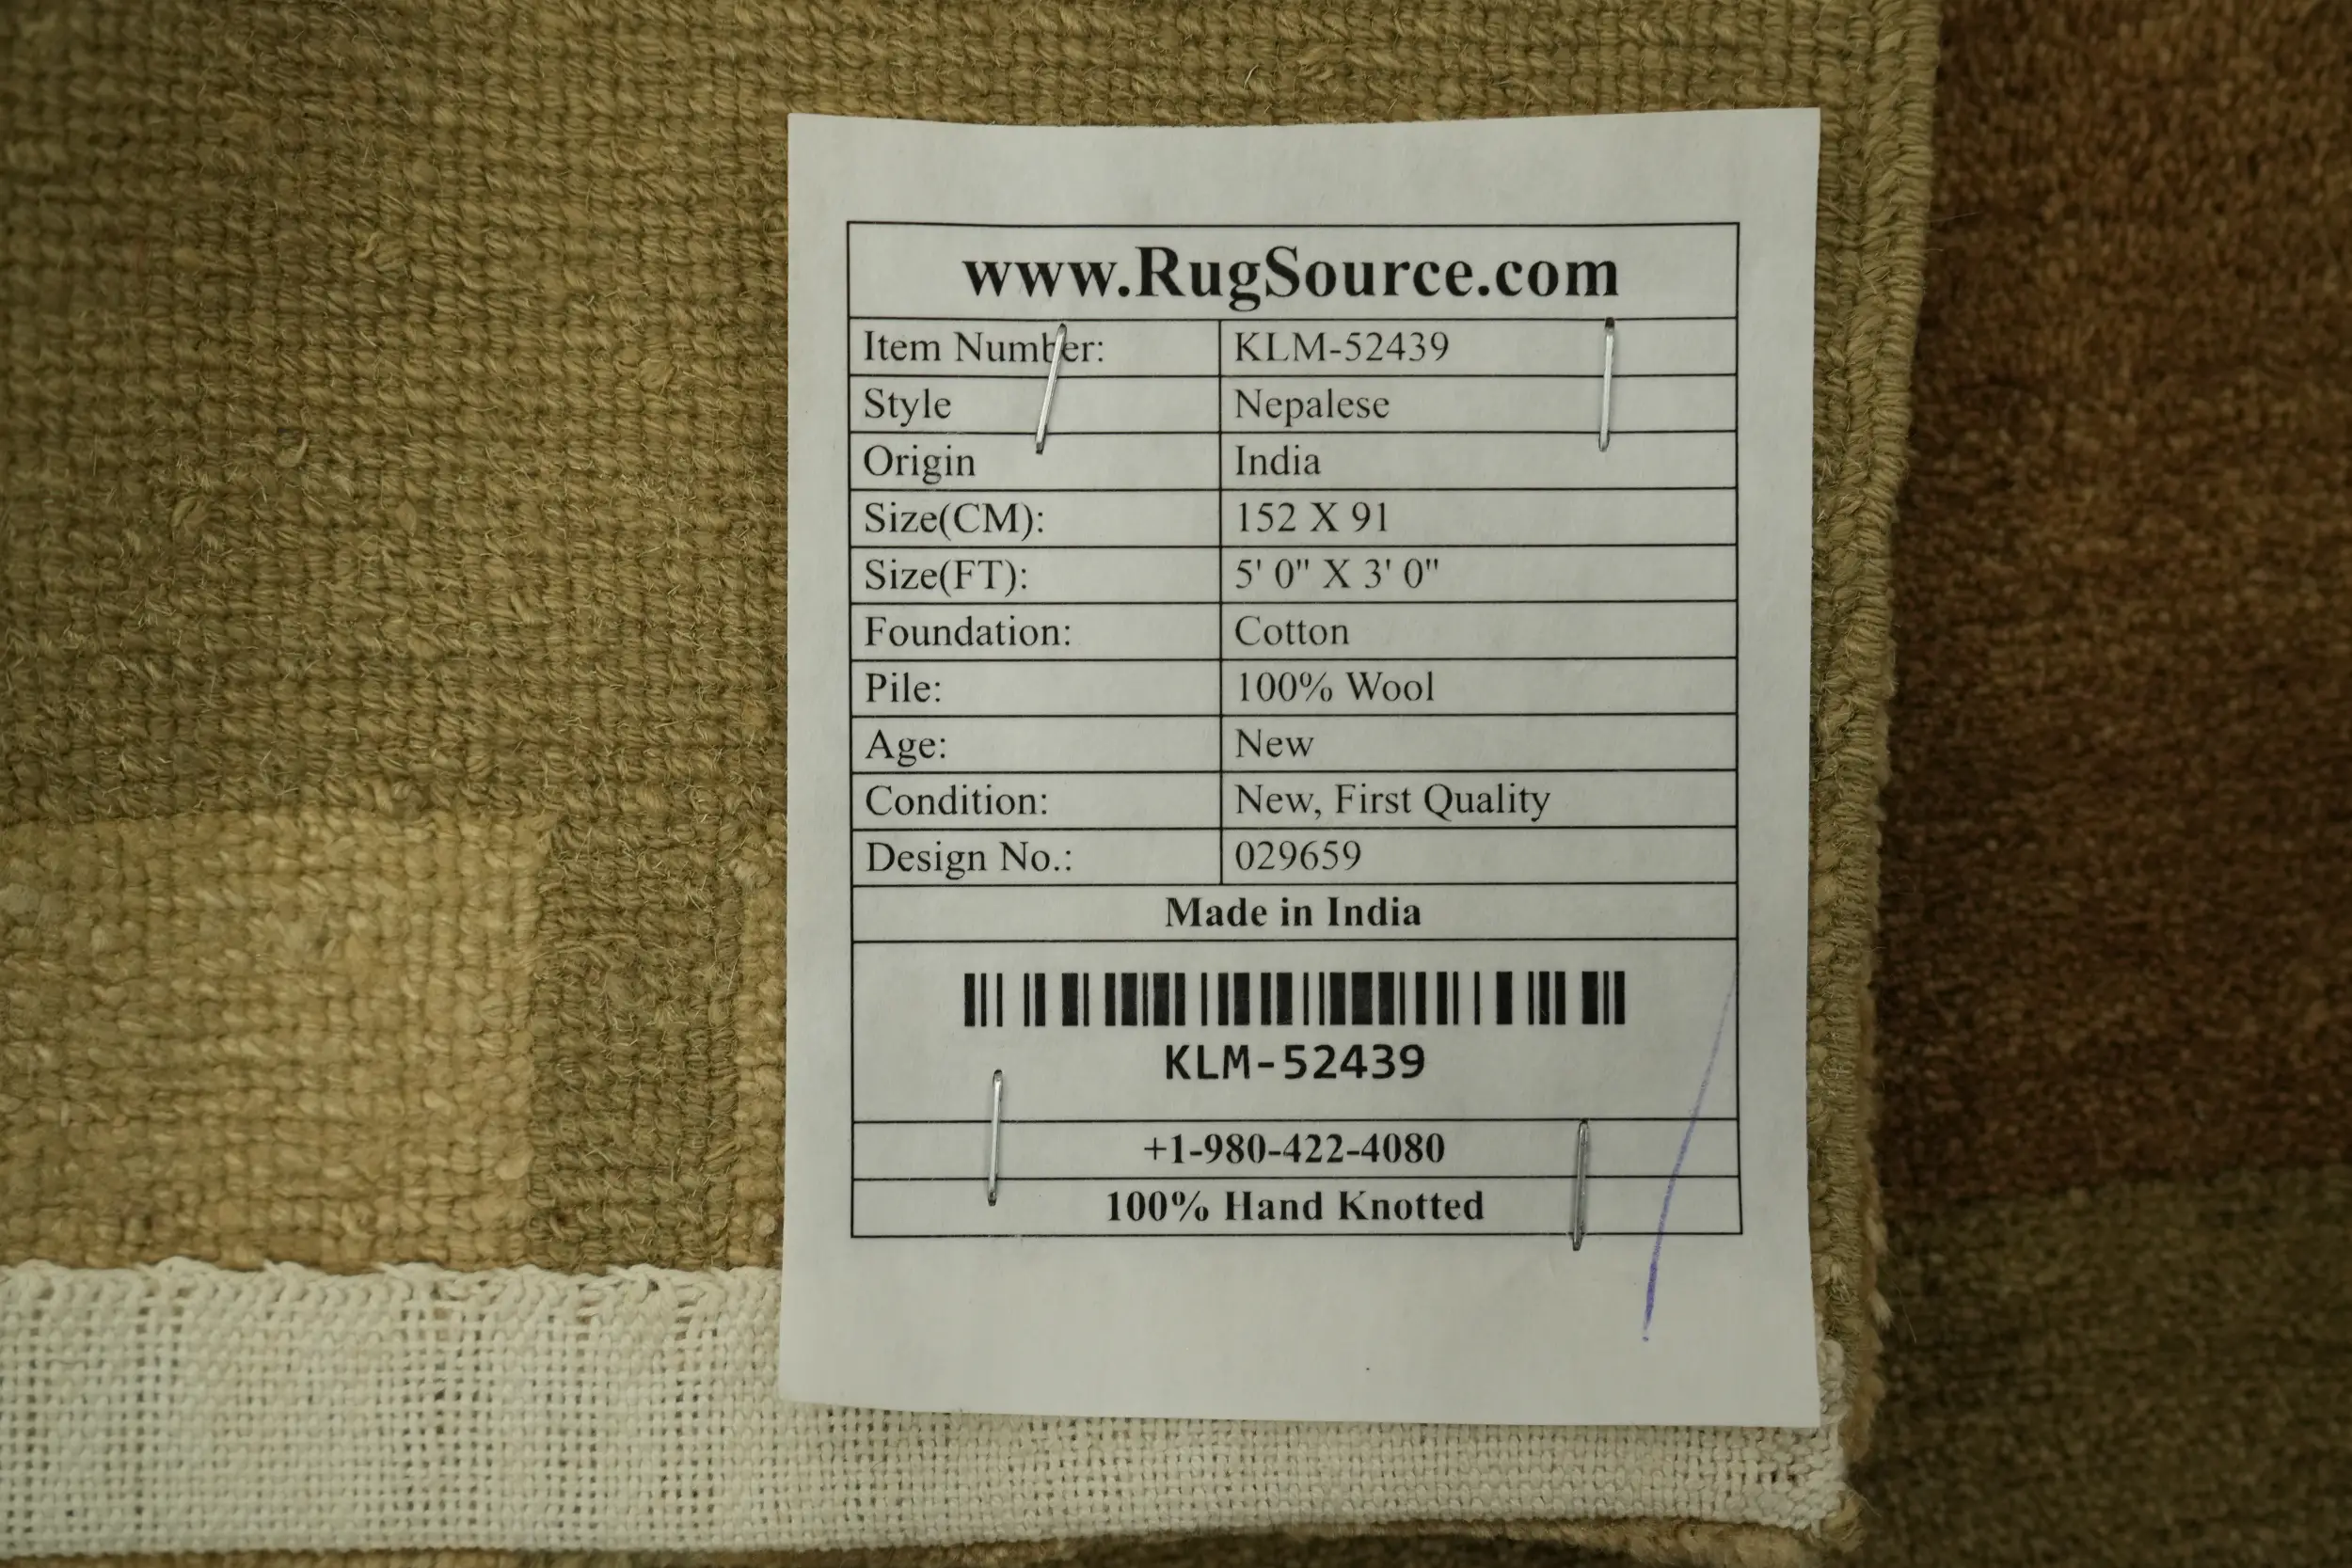 www.RugSource.com
Item Number: KLM-52439
Style Nepalese
Origin India
Size(CM): 152 X 91
Size(FT): 5' 0" X 3' 0"
Foundation: Cotton
Pile: 100% Wool
Age: New
Condition: New, First Quality
Design No.: 029659
Made in India
KLM-52439
+1-980-422-4080
100% Hand Knotted